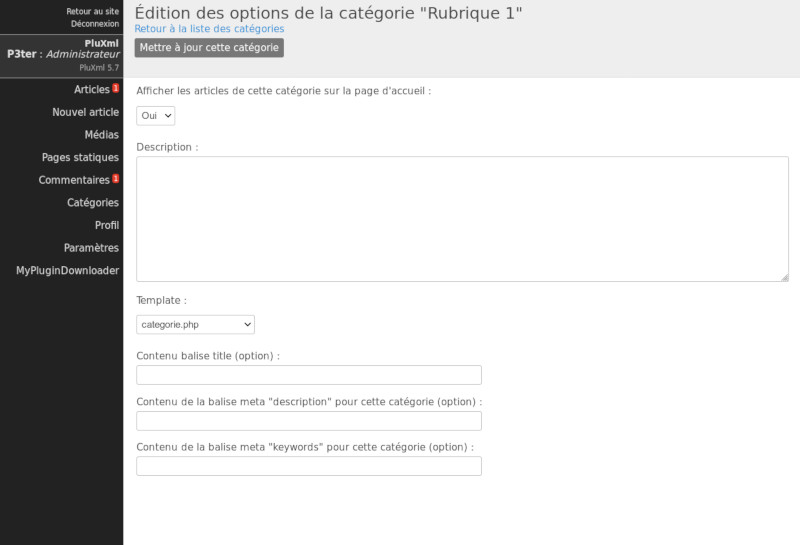 Retour au site
Déconnexion
PluXml
P3ter : Administrateur
PluXml 5.7
Articles 1
Nouvel article
Médias
Pages statiques
Commentaires 1
Catégories
Profil
Paramètres
MyPluginDownloader
Édition des options de la catégorie "Rubrique 1"
Retour à la liste des catégories
Mettre à jour cette catégorie
Afficher les articles de cette catégorie sur la page d'accueil :
Oui
Description :
Template :
categorie.php
Contenu balise title (option) :
Contenu de la balise meta "description" pour cette catégorie (option) :
Contenu de la balise meta "keywords" pour cette catégorie (option) :